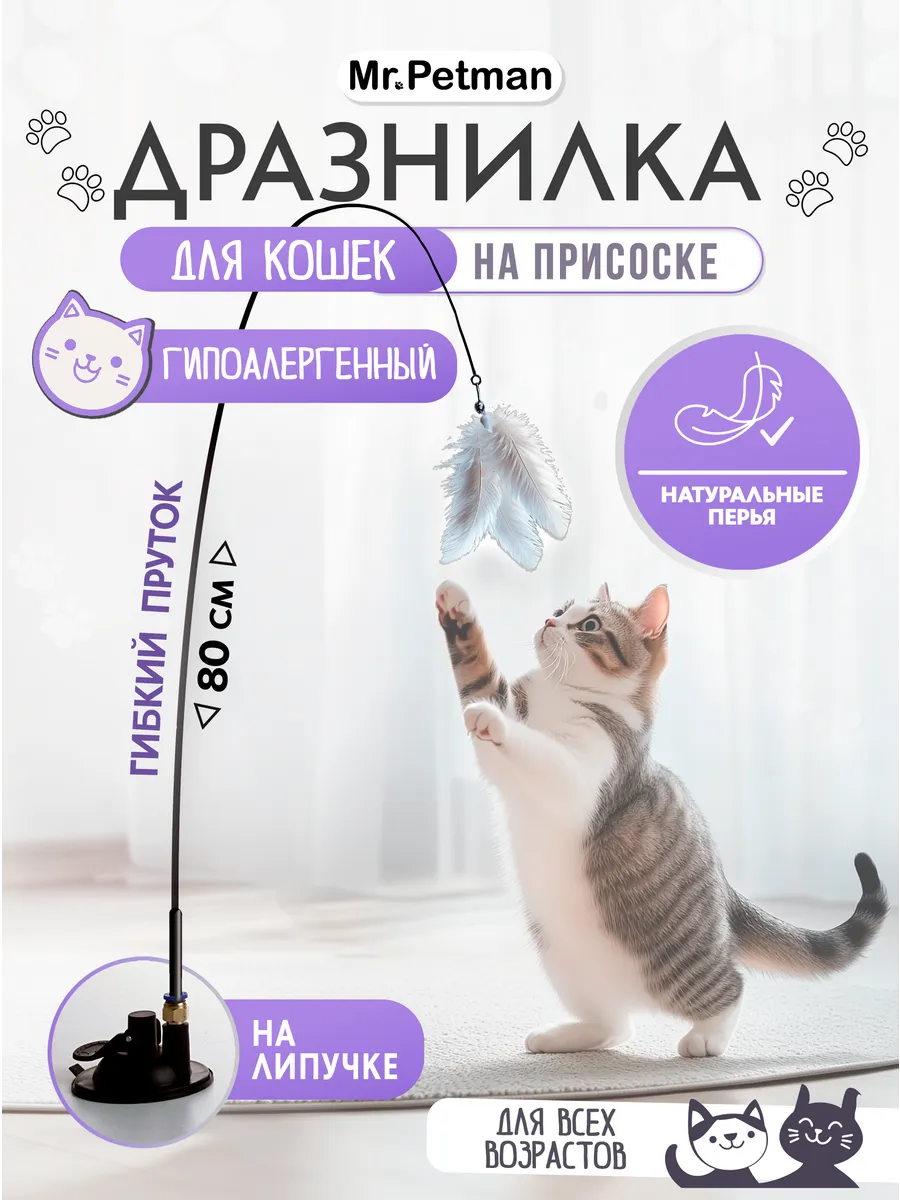 Mr.Petman
ДРАЗНИЛКА
ДЛЯ КОШЕК
НА ПРИСОСКЕ
ГИПОАЛЕРГЕННЫЙ
НАТУРАЛЬНЫЕ
ПЕРЬЯ
ГИБКИЙ ПРУТОК
80 см
НА
ЛИПУЧКЕ
ДЛЯ ВСЕХ
ВОЗРАСТОВ